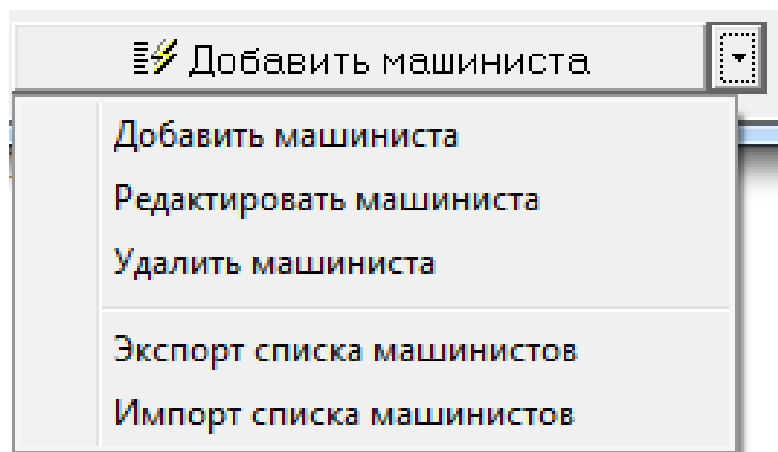 Добавить машиниста
Добавить машиниста
Редактировать машиниста
Удалить машиниста
Экспорт списка машинистов
Импорт списка машинистов